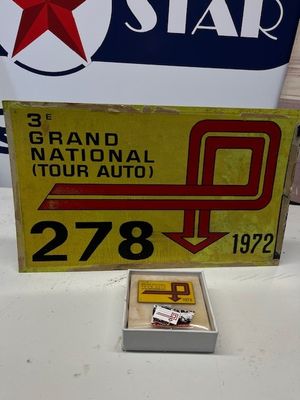 STAR
3E
GRAND
NATIONAL
(TOUR AUTO)
278
1972